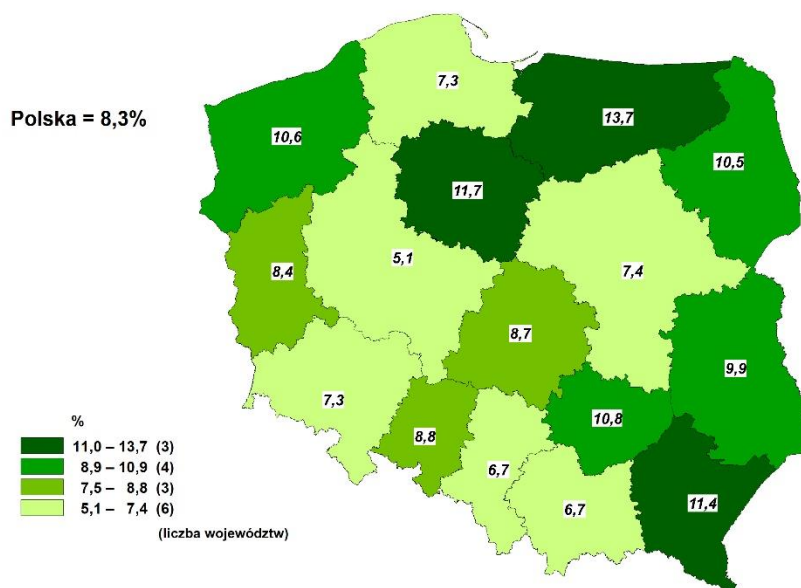 7,3
Polska = 8,3%
13,7
10,6
10,5
11,7
5,1
8,4
7,4
8,7
9,9
7,3
%
10,8
11,0 – 13,7 (3)
8,8
8,9 – 10,9 (4)
7,5 – 8,8 (3)
6,7
5,1 – 7,4 (6)
6,7
11,4
(liczba województw)